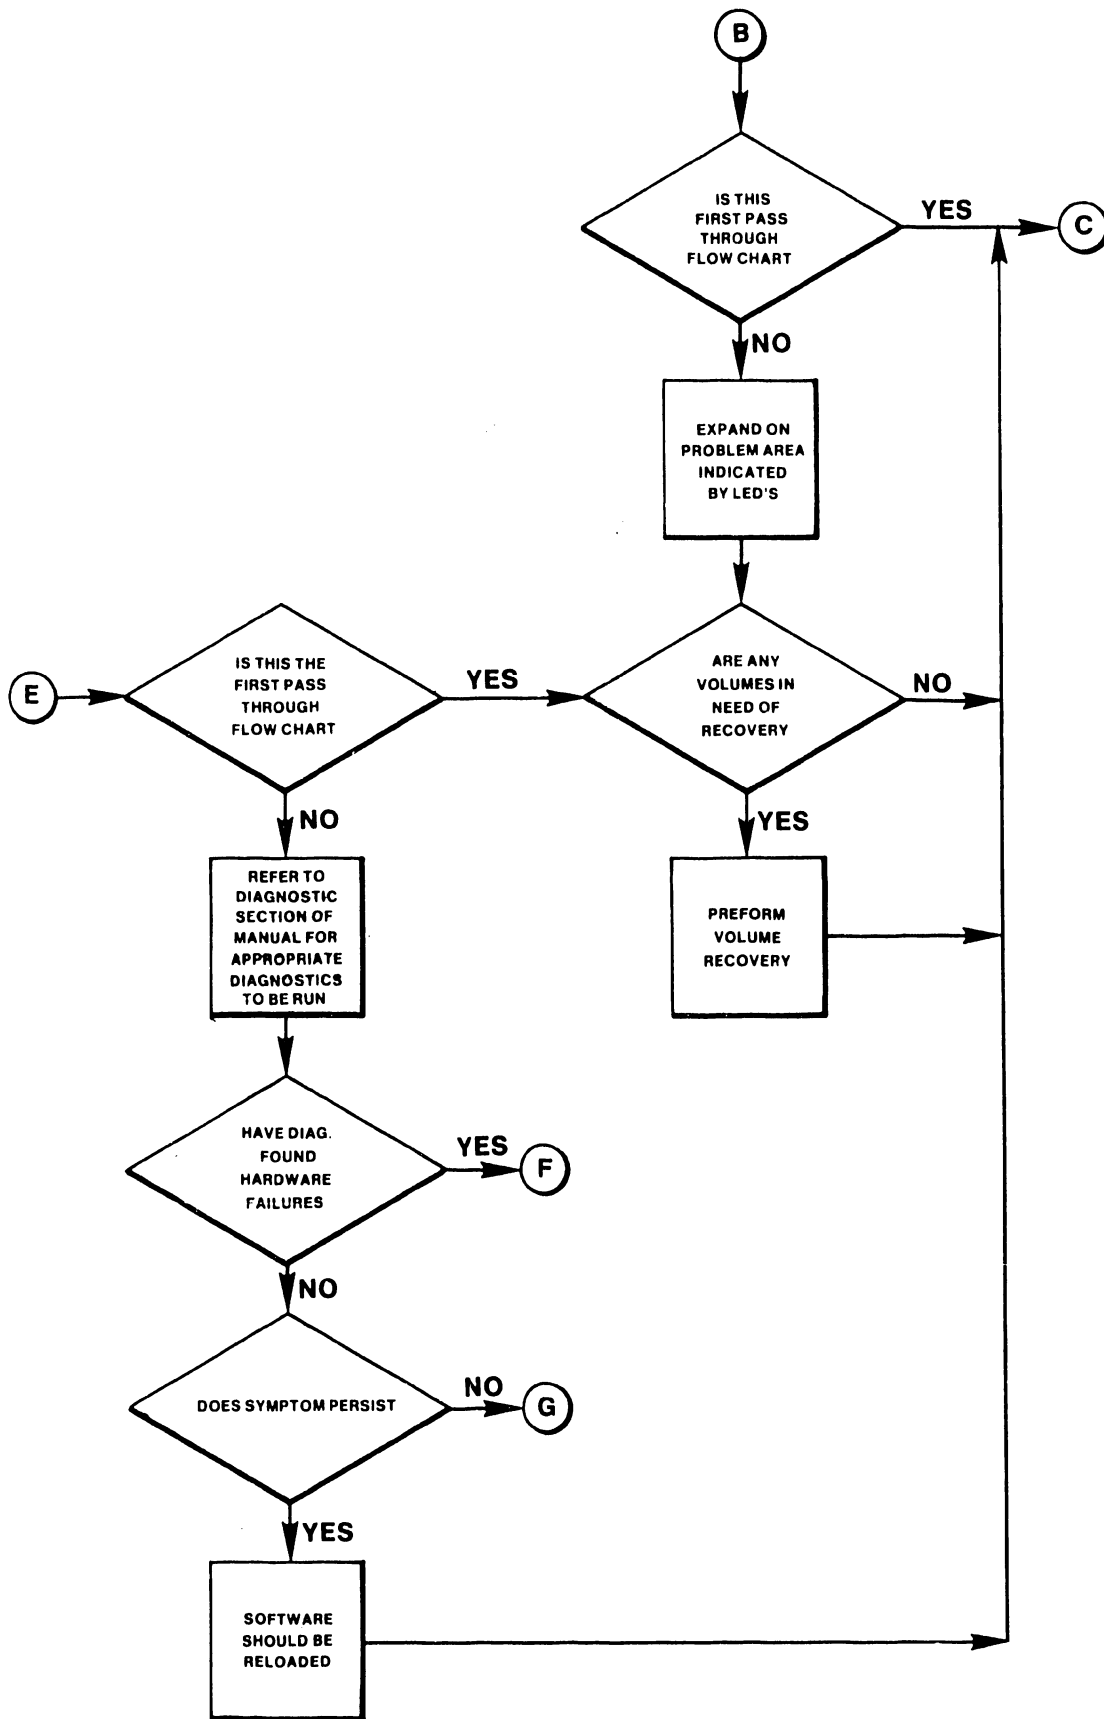 B
IS THIS
FIRST PASS
THROUGH
FLOW CHART
YES
C
NO
EXPAND ON
PROBLEM AREA
INDICATED
BY LED'S
E
IS THIS THE
FIRST PASS
THROUGH
FLOW CHART
YES
ARE ANY
VOLUMES IN
NEED OF
RECOVERY
NO
NO
YES
REFER TO
DIAGNOSTIC
SECTION OF
MANUAL FOR
APPROPRIATE
DIAGNOSTICS
TO BE RUN
PREFORM
VOLUME
RECOVERY
HAVE DIAG.
FOUND
HARDWARE
FAILURES
YES
F
NO
DOES SYMPTOM PERSIST
NO
G
YES
SOFTWARE
SHOULD BE
RELOADED